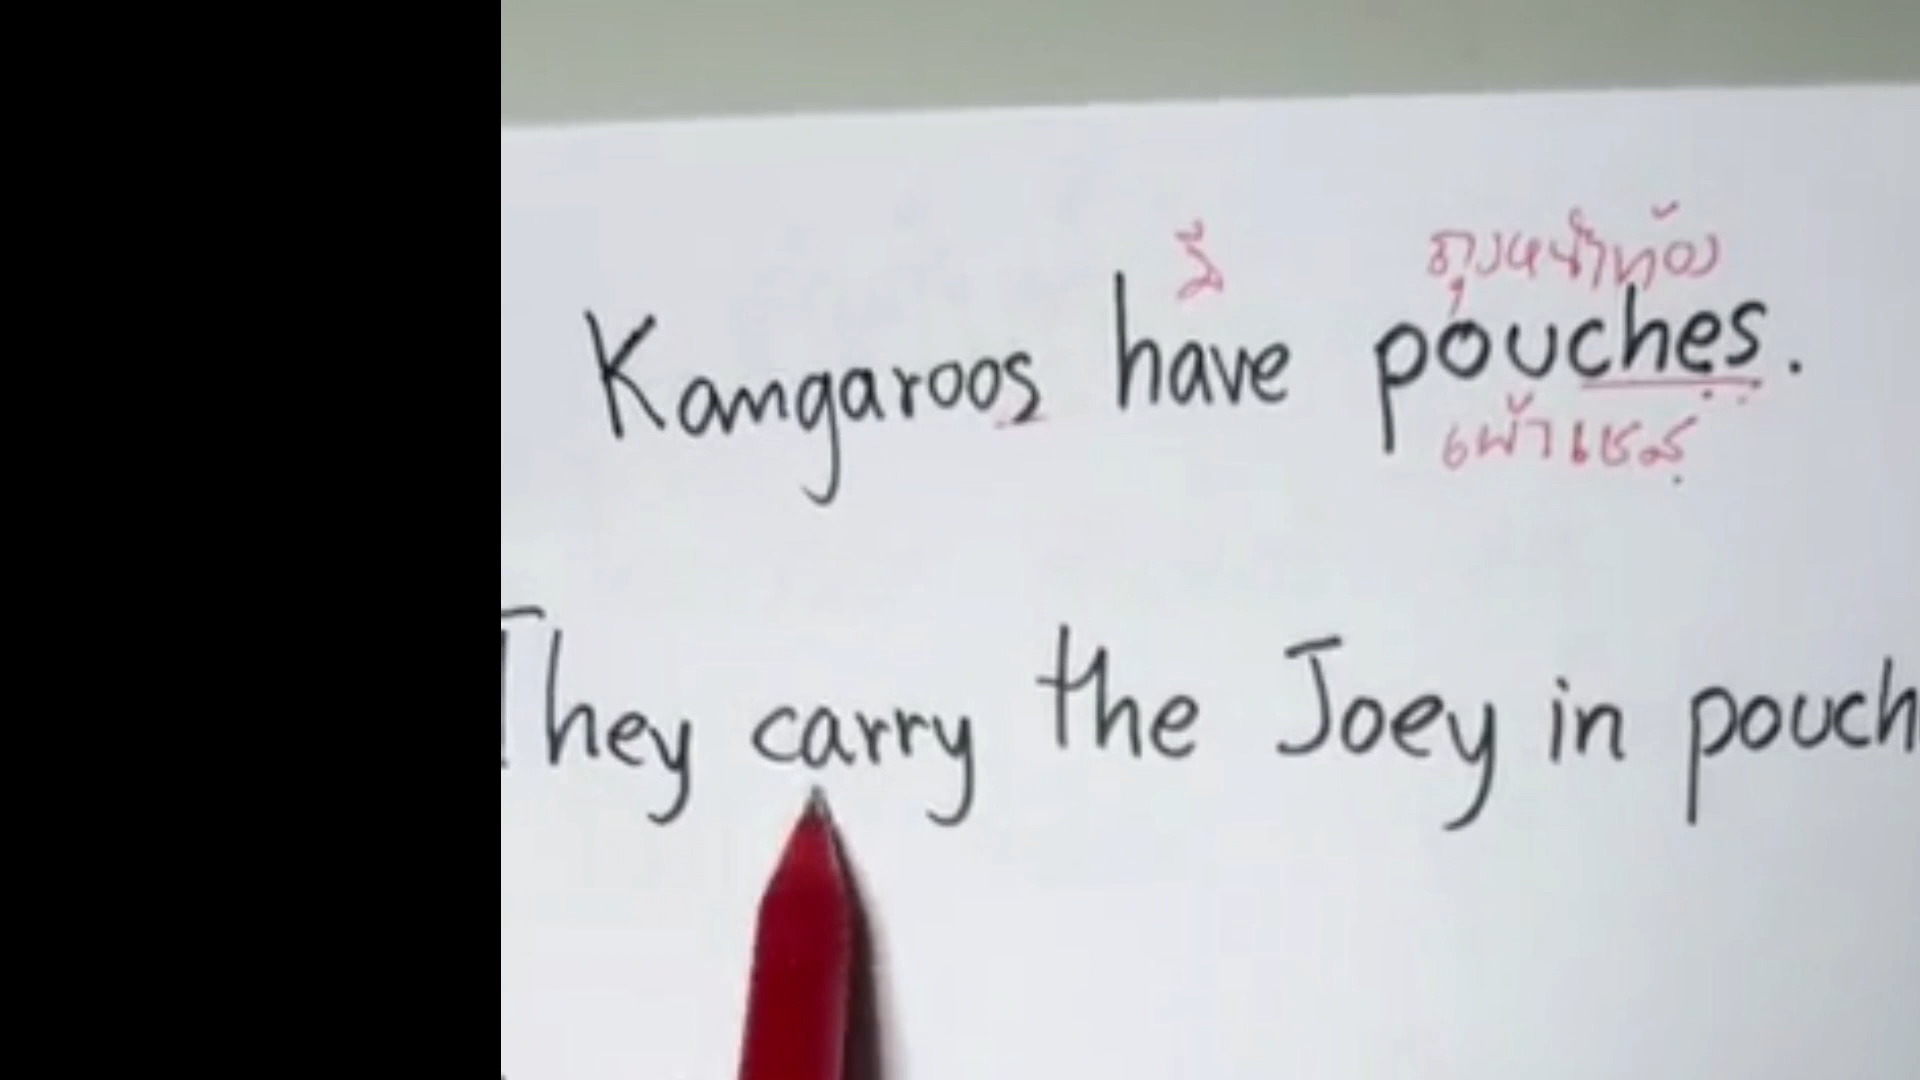 มี ถุงหน้าท้อง
Kangaroos have pouches.
เพ้าเชส
They carry the Joey in pouch